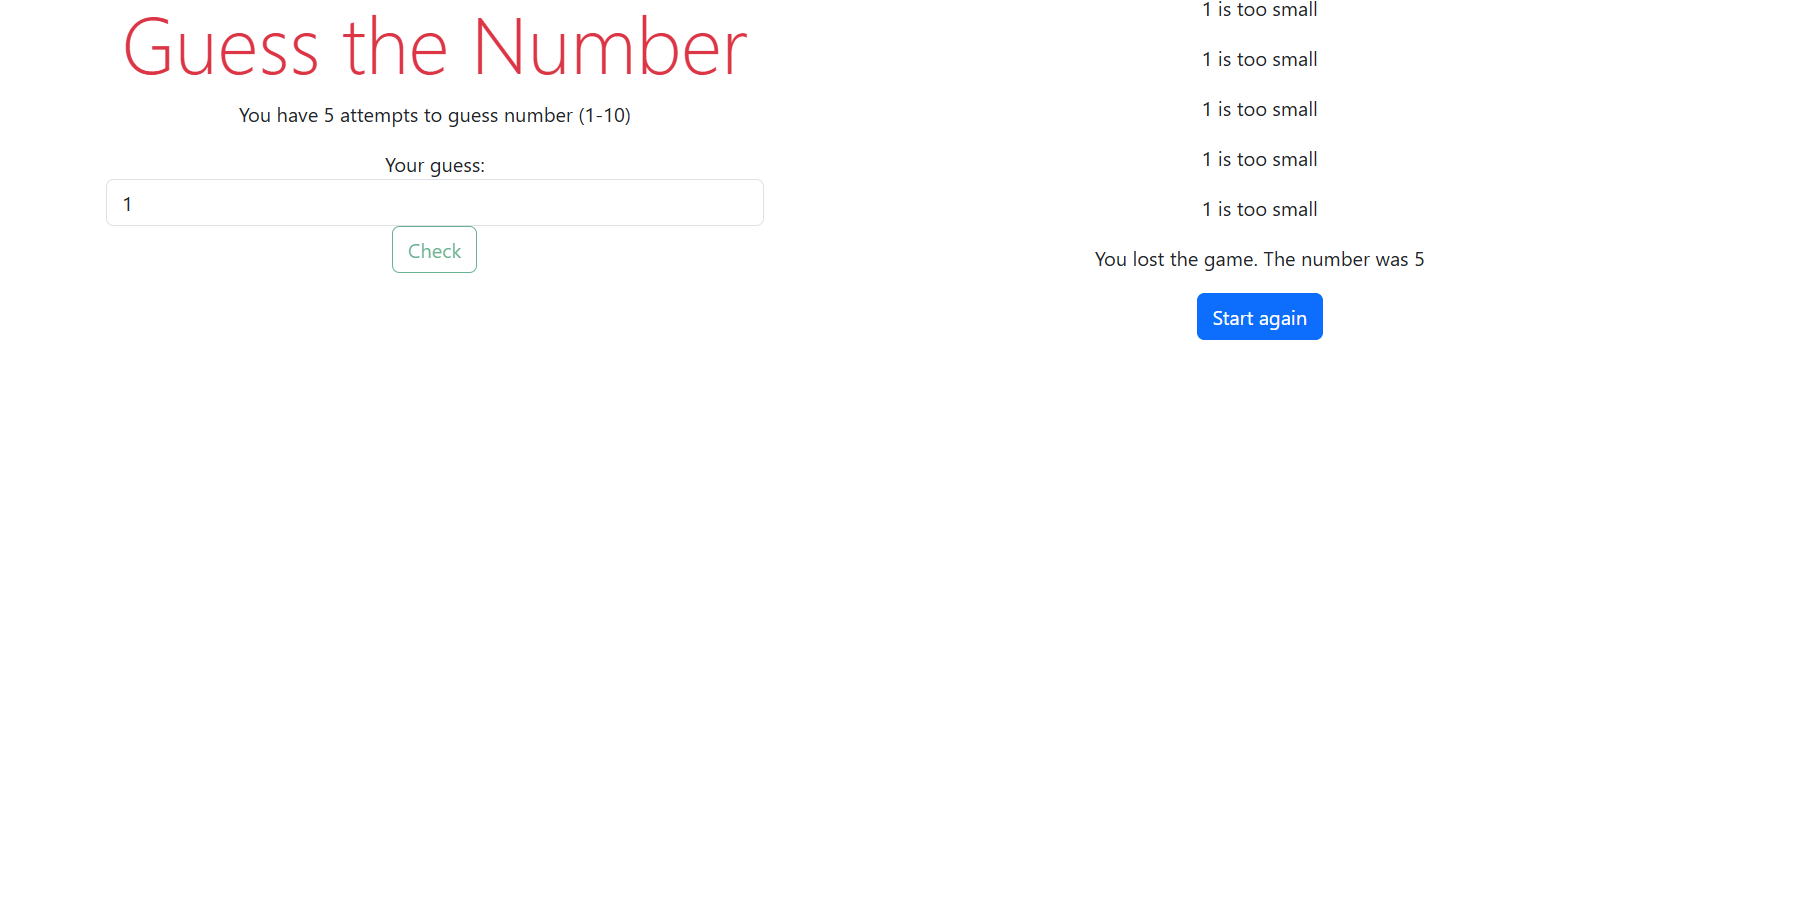 Guess the Number
You have 5 attempts to guess number (1-10)
Your guess:
1
Check
1 is too small
1 is too small
1 is too small
1 is too small
1 is too small
You lost the game. The number was 5
Start again